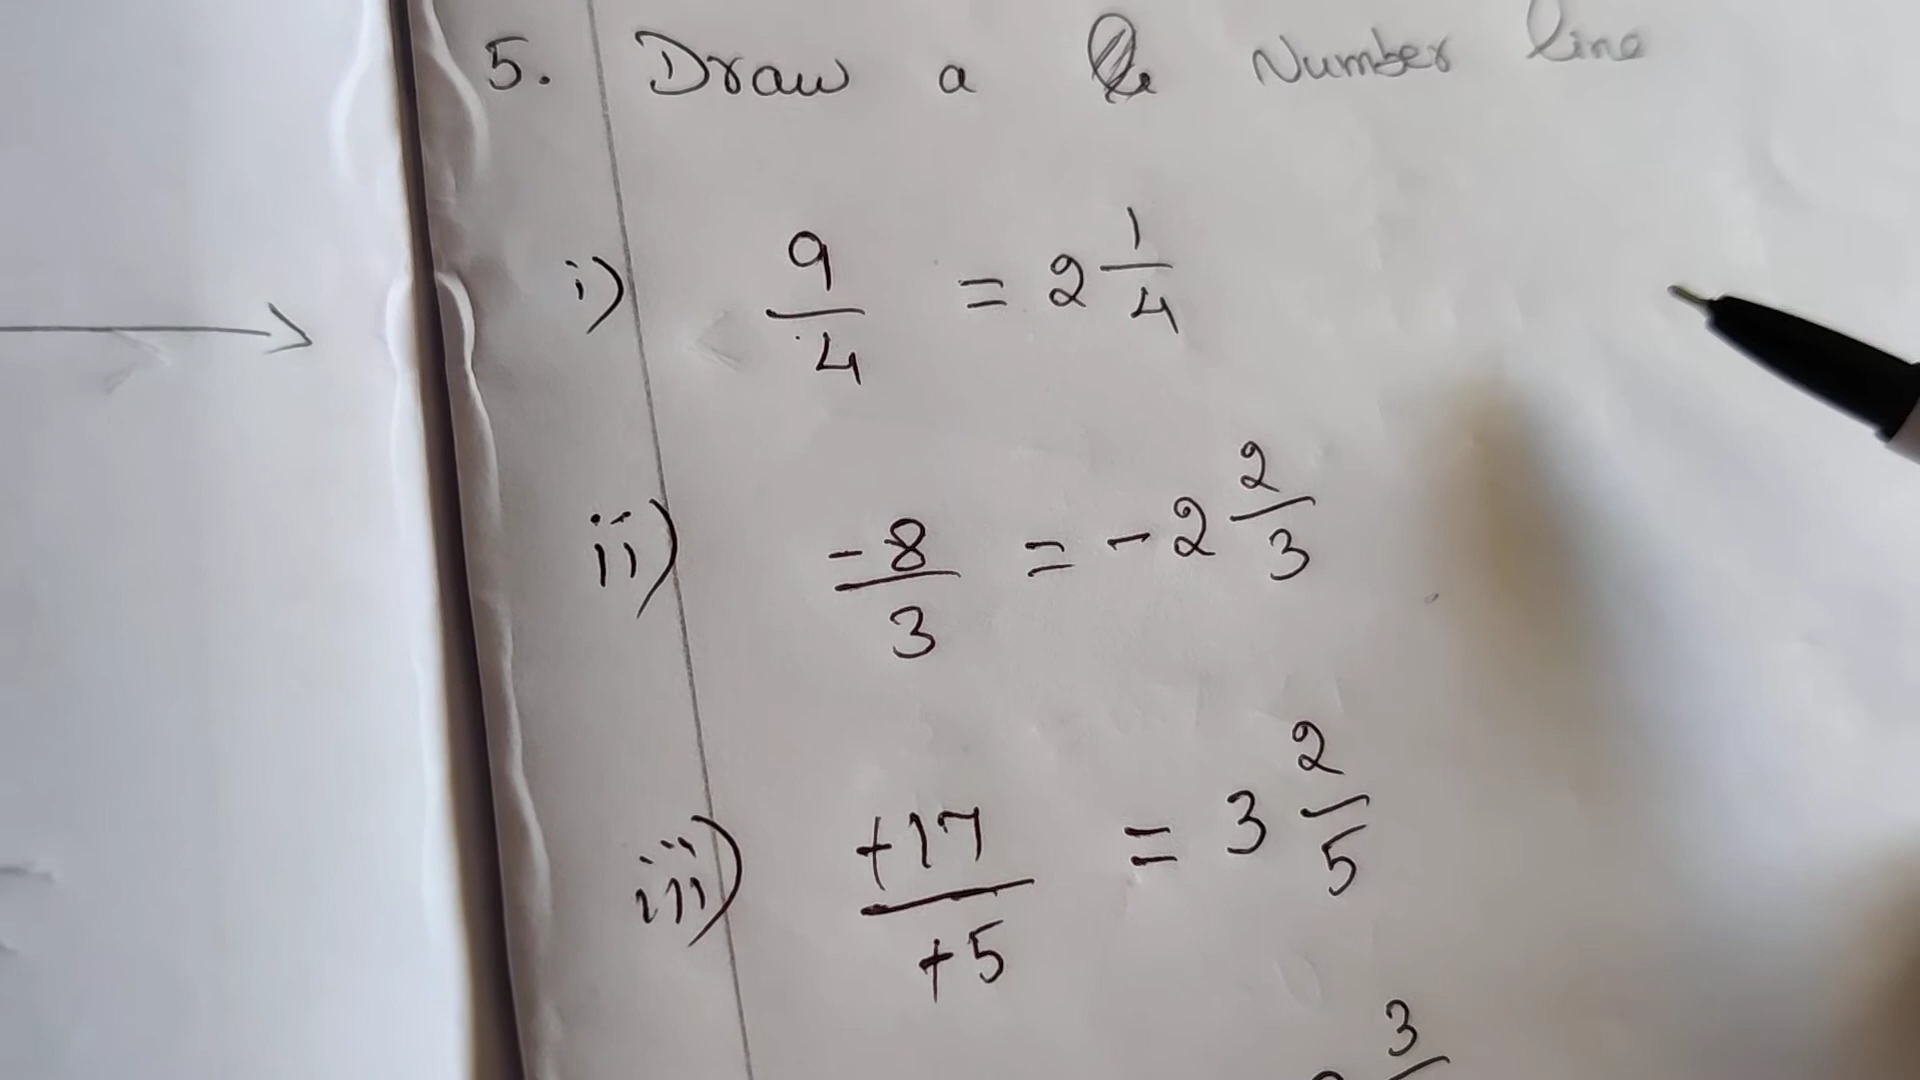 5. Draw a Number line
i) 9/4 = 2 1/4
ii) -8/3 = -2 2/3
iii) +17/+5 = 3 2/5
3